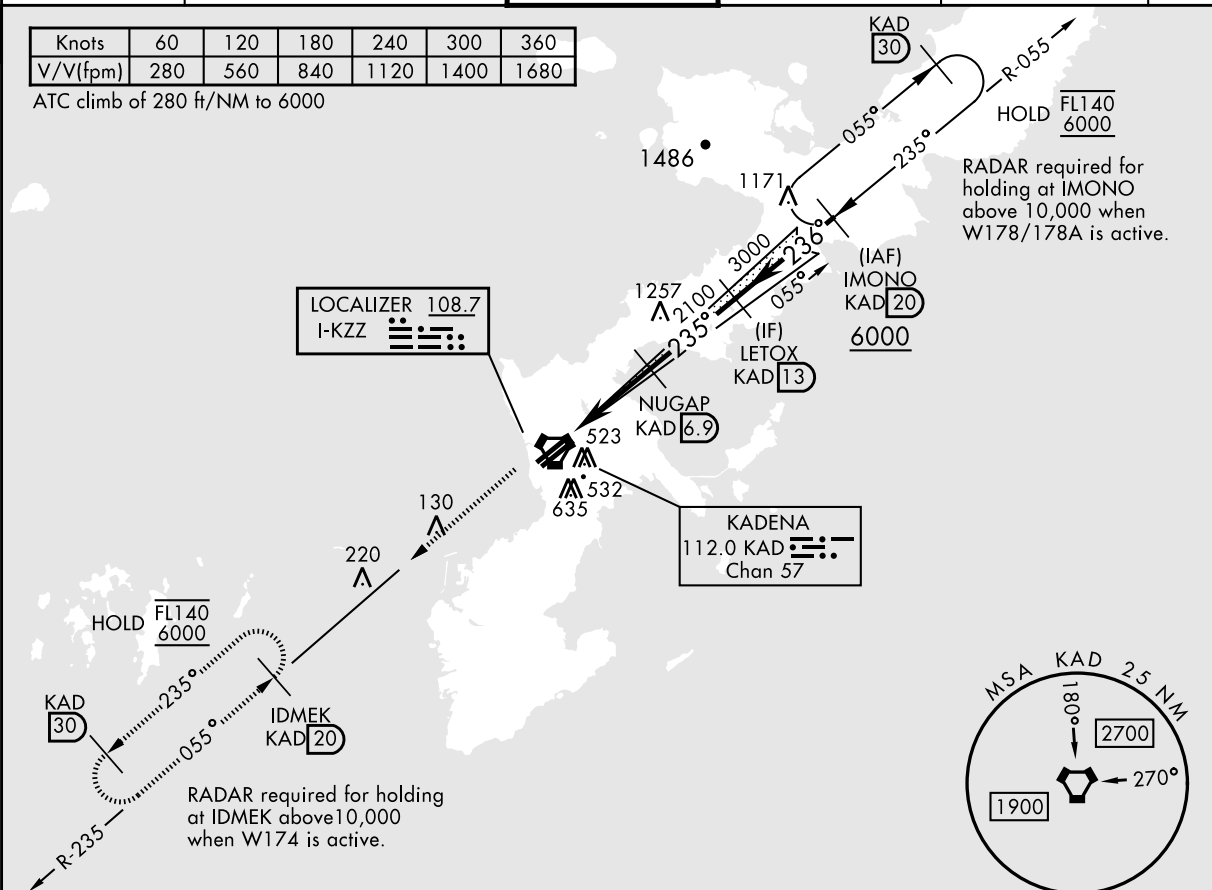 Knots 60 120 180 240 300 360
V/V(fpm) 280 560 840 1120 1400 1680
ATC climb of 280 ft/NM to 6000
KAD
30
R-055
HOLD FL140
6000
055°
235°
RADAR required for
holding at IMONO
above 10,000 when
W178/178A is active.
1486
1171
236°
3000
055°
(IAF)
IMONO
KAD 20
6000
1257
2100
235°
(IF)
LETOX
KAD 13
LOCALIZER 108.7
I-KZZ
NUGAP
KAD 6.9
523
532
635
KADENA
112.0 KAD
Chan 57
130
220
HOLD FL140
6000
235°
055°
KAD
30
IDMEK
KAD 20
R-235
RADAR required for holding
at IDMEK above10,000
when W174 is active.
MSA KAD 25 NM
180°
2700
270°
1900